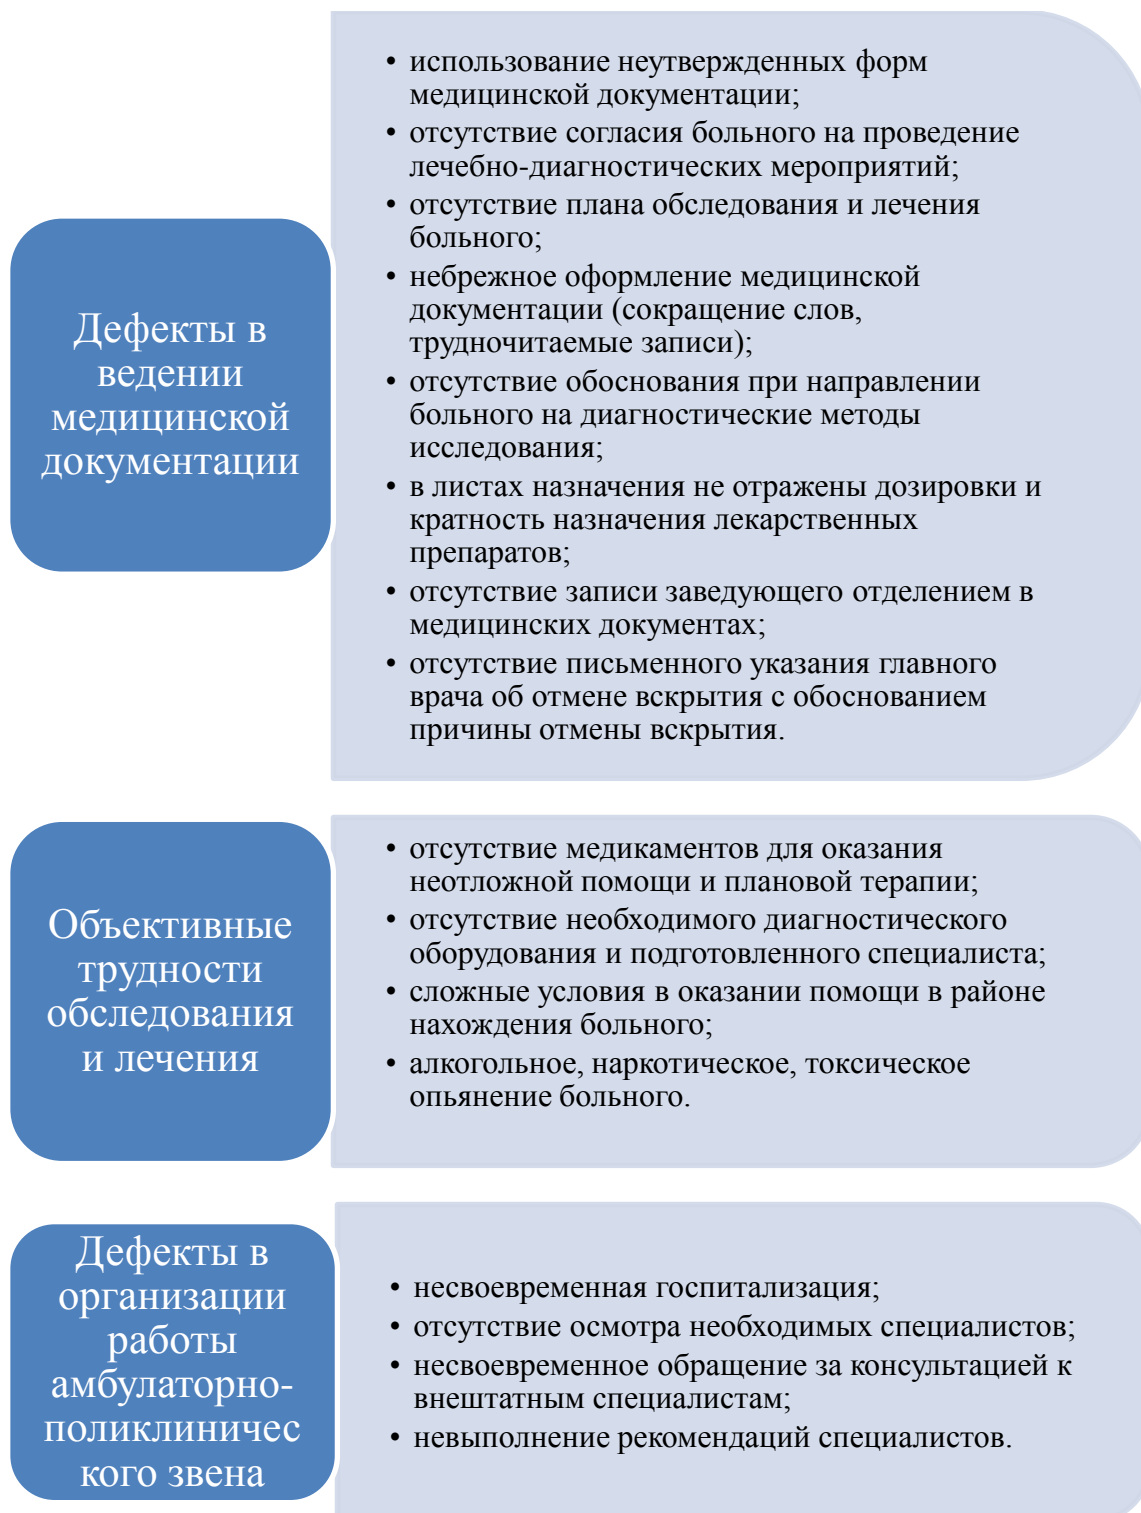 Дефекты в
ведении
медицинской
документации
• использование неутвержденных форм
медицинской документации;
• отсутствие согласия больного на проведение
лечебно-диагностических мероприятий;
• отсутствие плана обследования и лечения
больного;
• небрежное оформление медицинской
документации (сокращение слов,
трудночитаемые записи);
• отсутствие обоснования при направлении
больного на диагностические методы
исследования;
• в листах назначения не отражены дозировки и
кратность назначения лекарственных
препаратов;
• отсутствие записи заведующего отделением в
медицинских документах;
• отсутствие письменного указания главного
врача об отмене вскрытия с обоснованием
причины отмены вскрытия.
Объективные
трудности
обследования
и лечения
• отсутствие медикаментов для оказания
неотложной помощи и плановой терапии;
• отсутствие необходимого диагностического
оборудования и подготовленного специалиста;
• сложные условия в оказании помощи в районе
нахождения больного;
• алкогольное, наркотическое, токсическое
опьянение больного.
Дефекты в
организации
работы
амбулаторно-
поликлиничес
кого звена
• несвоевременная госпитализация;
• отсутствие осмотра необходимых специалистов;
• несвоевременное обращение за консультацией к
внештатным специалистам;
• невыполнение рекомендаций специалистов.